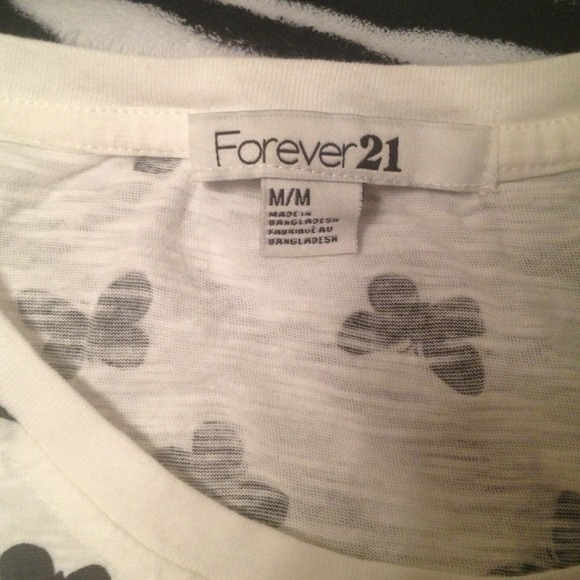 Forever21
M/M
MADE IN
BANGLADESH
FABRIQUÉ AU
BANGLADESH